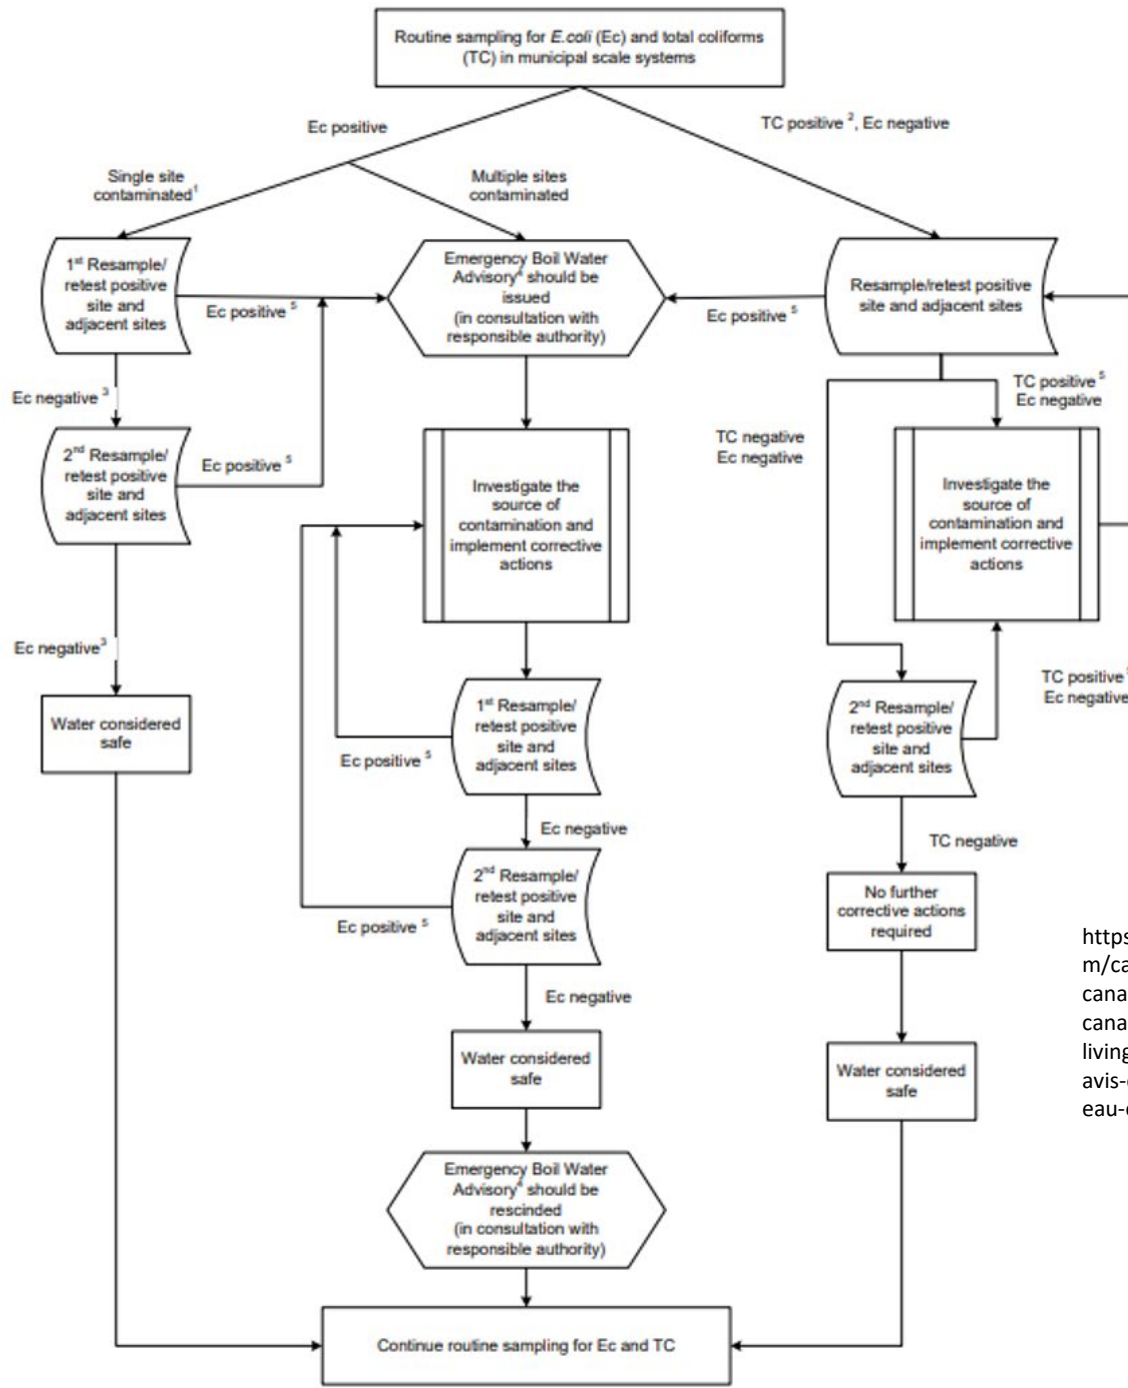 Routine sampling for E.coli (Ec) and total coliforms
(TC) in municipal scale systems
Ec positive
TC positive ², Ec negative
Single site
contaminated¹
Multiple sites
contaminated
1st Resample/
retest positive
site and
adjacent sites
Ec positive ⁵
Emergency Boil Water
Advisory⁴ should be
issued
(in consultation with
responsible authority)
Ec positive ⁵
Resample/retest positive
site and adjacent sites
Ec negative ³
TC positive ⁵
Ec negative
2nd Resample/
retest positive
site and
adjacent sites
Ec positive ⁵
TC negative
Ec negative
Investigate the
source of
contamination and
implement corrective
actions
Investigate the
source of
contamination and
implement corrective
actions
Ec negative³
TC positive
Ec negative
Water considered
safe
1st Resample/
retest positive
site and
adjacent sites
Ec positive ⁵
2nd Resample/
retest positive
site and
adjacent sites
Ec negative
TC negative
2nd Resample/
retest positive
site and
adjacent sites
Ec positive ⁵
No further
corrective actions
required
Ec negative
Water considered
safe
Water considered
safe
Emergency Boil Water
Advisory⁴ should be
rescinded
(in consultation with
responsible authority)
Continue routine sampling for Ec and TC
https
m/ca
cana
cana
living
avis-
eau-